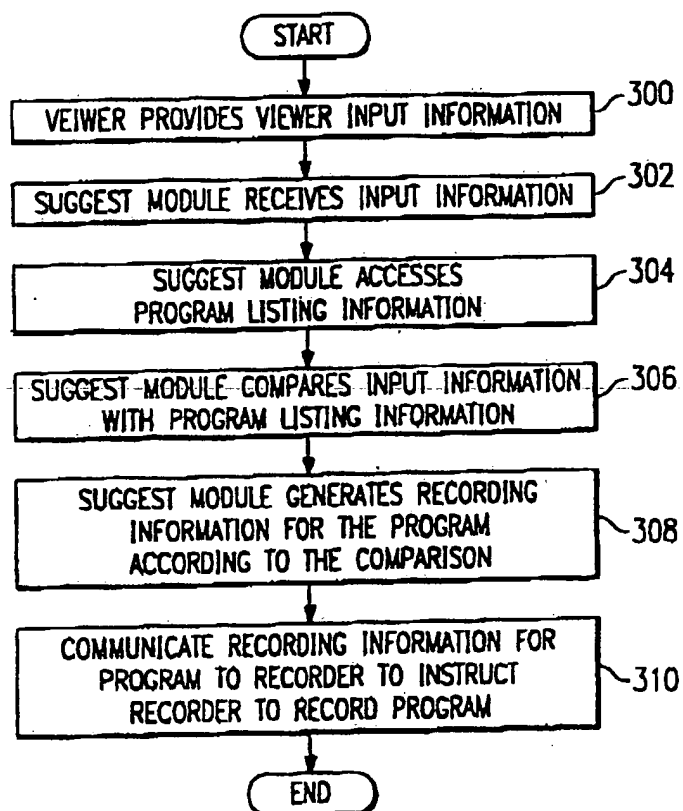 START
VEIWER PROVIDES VIEWER INPUT INFORMATION
300
SUGGEST MODULE RECEIVES INPUT INFORMATION
302
SUGGEST MODULE ACCESSES
PROGRAM LISTING INFORMATION
304
SUGGEST MODULE COMPARES INPUT INFORMATION
WITH PROGRAM LISTING INFORMATION
306
SUGGEST MODULE GENERATES RECORDING
INFORMATION FOR THE PROGRAM
ACCORDING TO THE COMPARISON
308
COMMUNICATE RECORDING INFORMATION FOR
PROGRAM TO RECORDER TO INSTRUCT
RECORDER TO RECORD PROGRAM
310
END